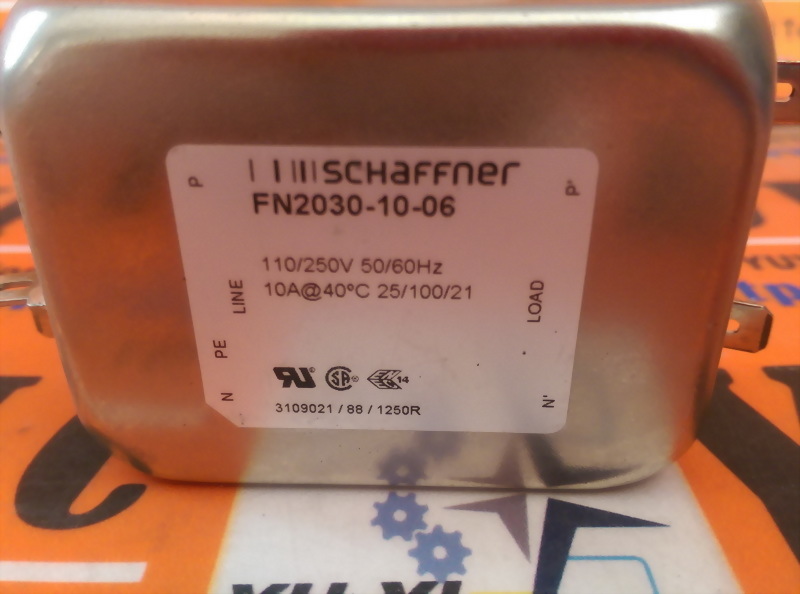 SCHAFFNER
FN2030-10-06
110/250V 50/60Hz
10A@40°C 25/100/21
P
P'
LINE
LOAD
PE
N
N'
14
3109021 / 88 / 1250R